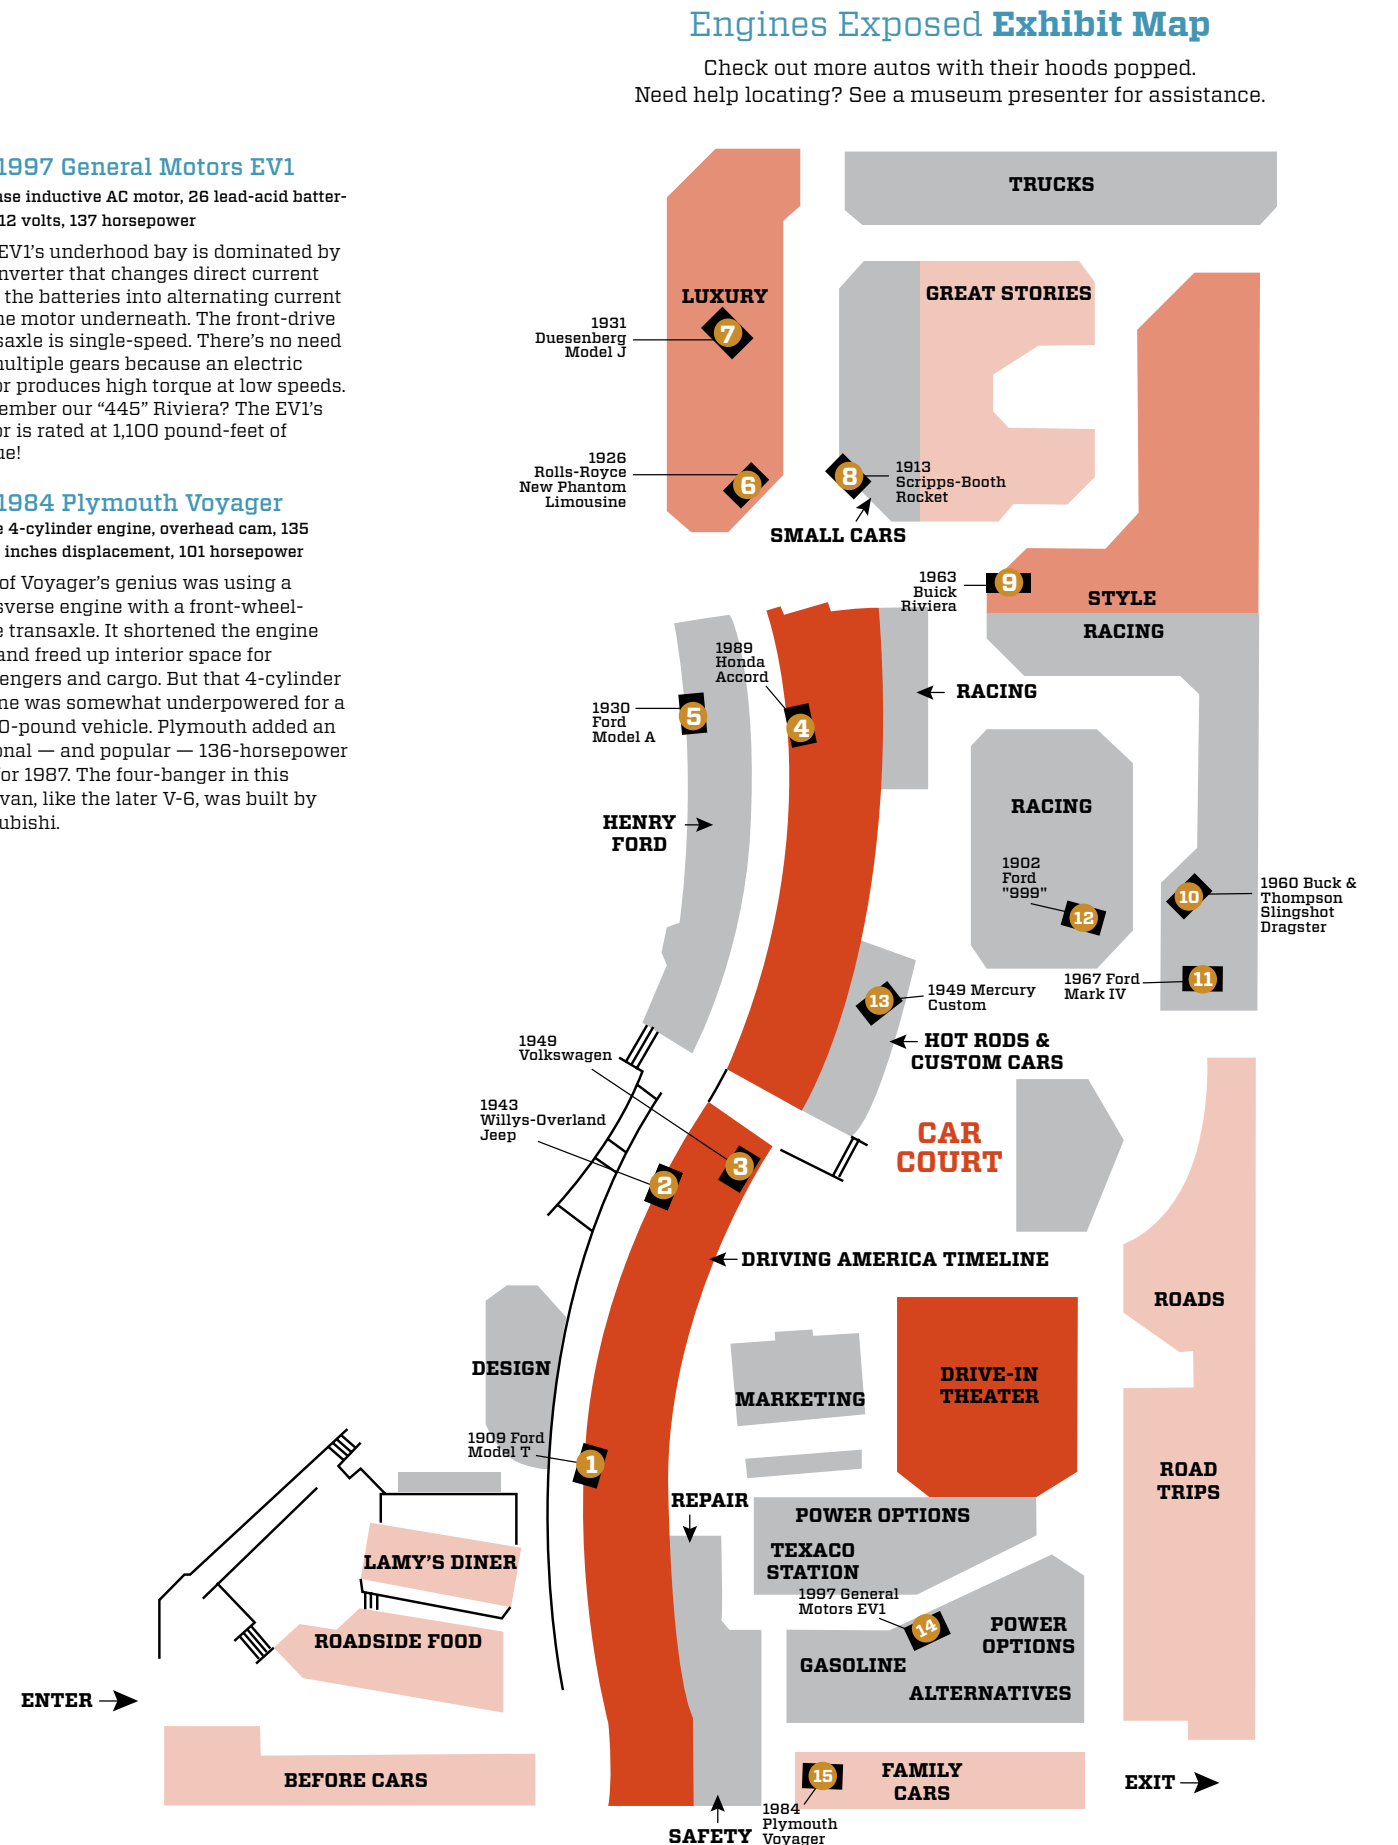 Engines Exposed Exhibit Map
Check out more autos with their hoods popped.
Need help locating? See a museum presenter for assistance.
1997 General Motors EV1
ase inductive AC motor, 26 lead-acid batter-
12 volts, 137 horsepower
EV1's underhood bay is dominated by
nverter that changes direct current
the batteries into alternating current
he motor underneath. The front-drive
saxle is single-speed. There's no need
multiple gears because an electric
or produces high torque at low speeds.
ember our “445” Riviera? The EV1's
or is rated at 1,100 pound-feet of
ue!
1984 Plymouth Voyager
e 4-cylinder engine, overhead cam, 135
inches displacement, 101 horsepower
of Voyager's genius was using a
sverse engine with a front-wheel-
e transaxle. It shortened the engine
and freed up interior space for
engers and cargo. But that 4-cylinder
ne was somewhat underpowered for a
0-pound vehicle. Plymouth added an
onal — and popular — 136-horsepower
for 1987. The four-banger in this
van, like the later V-6, was built by
ubishi.
TRUCKS
LUXURY
1931
Duesenberg
Model J
7
1926
Rolls-Royce
New Phantom
Limousine
6
GREAT STORIES
8
1913
Scripps-Booth
Rocket
SMALL CARS
1963
Buick
Riviera
9
STYLE
RACING
1989
Honda
Accord
4
RACING
1930
Ford
Model A
5
HENRY
FORD
RACING
1902
Ford
"999"
12
10
1960 Buck &
Thompson
Slingshot
Dragster
1967 Ford
Mark IV
11
13
1949 Mercury
Custom
HOT RODS &
CUSTOM CARS
1949
Volkswagen
3
1943
Willys-Overland
Jeep
2
CAR
COURT
DRIVING AMERICA TIMELINE
ROADS
DESIGN
MARKETING
DRIVE-IN
THEATER
1909 Ford
Model T
1
ROAD
TRIPS
REPAIR
POWER OPTIONS
TEXACO
STATION
LAMY'S DINER
1997 General
Motors EV1
14
POWER
OPTIONS
ROADSIDE FOOD
GASOLINE
ALTERNATIVES
ENTER
BEFORE CARS
15
FAMILY
CARS
EXIT
1984
Plymouth
Voyager
SAFETY